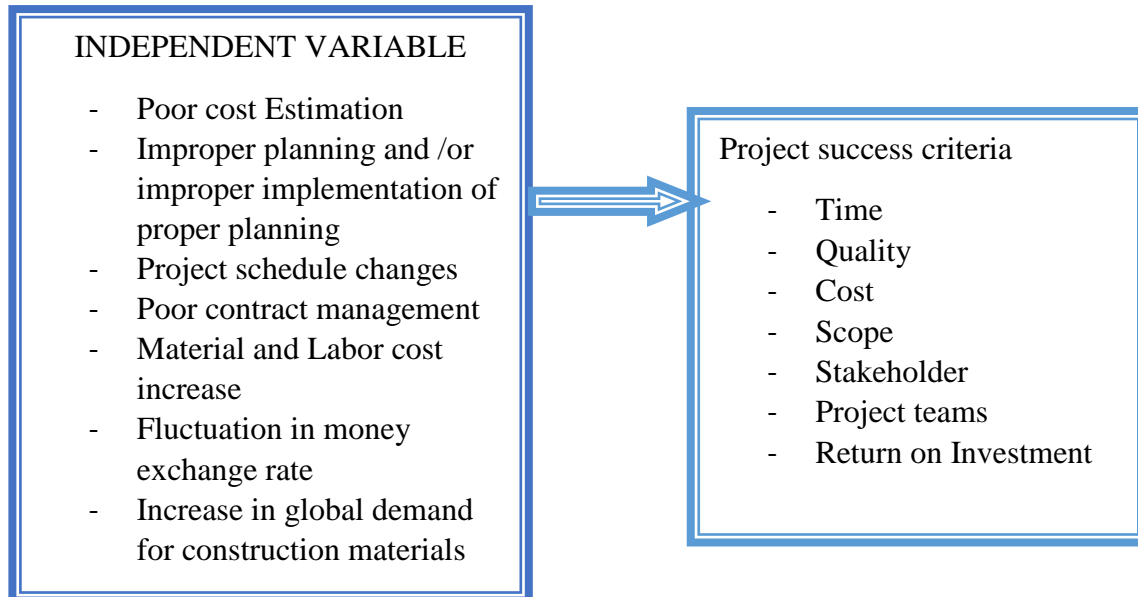 INDEPENDENT VARIABLE
- Poor cost Estimation
- Improper planning and /or
improper implementation of
proper planning
- Project schedule changes
- Poor contract management
- Material and Labor cost
increase
- Fluctuation in money
exchange rate
- Increase in global demand
for construction materials
Project success criteria
- Time
- Quality
- Cost
- Scope
- Stakeholder
- Project teams
- Return on Investment